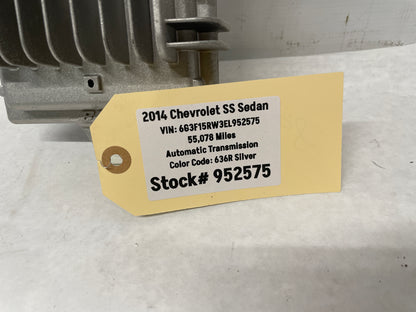 2014 Chevrolet SS Sedan
VIN: 6G3F15RW3EL952575
55,078 Miles
Automatic Transmission
Color Code: 636R Silver
Stock# 952575